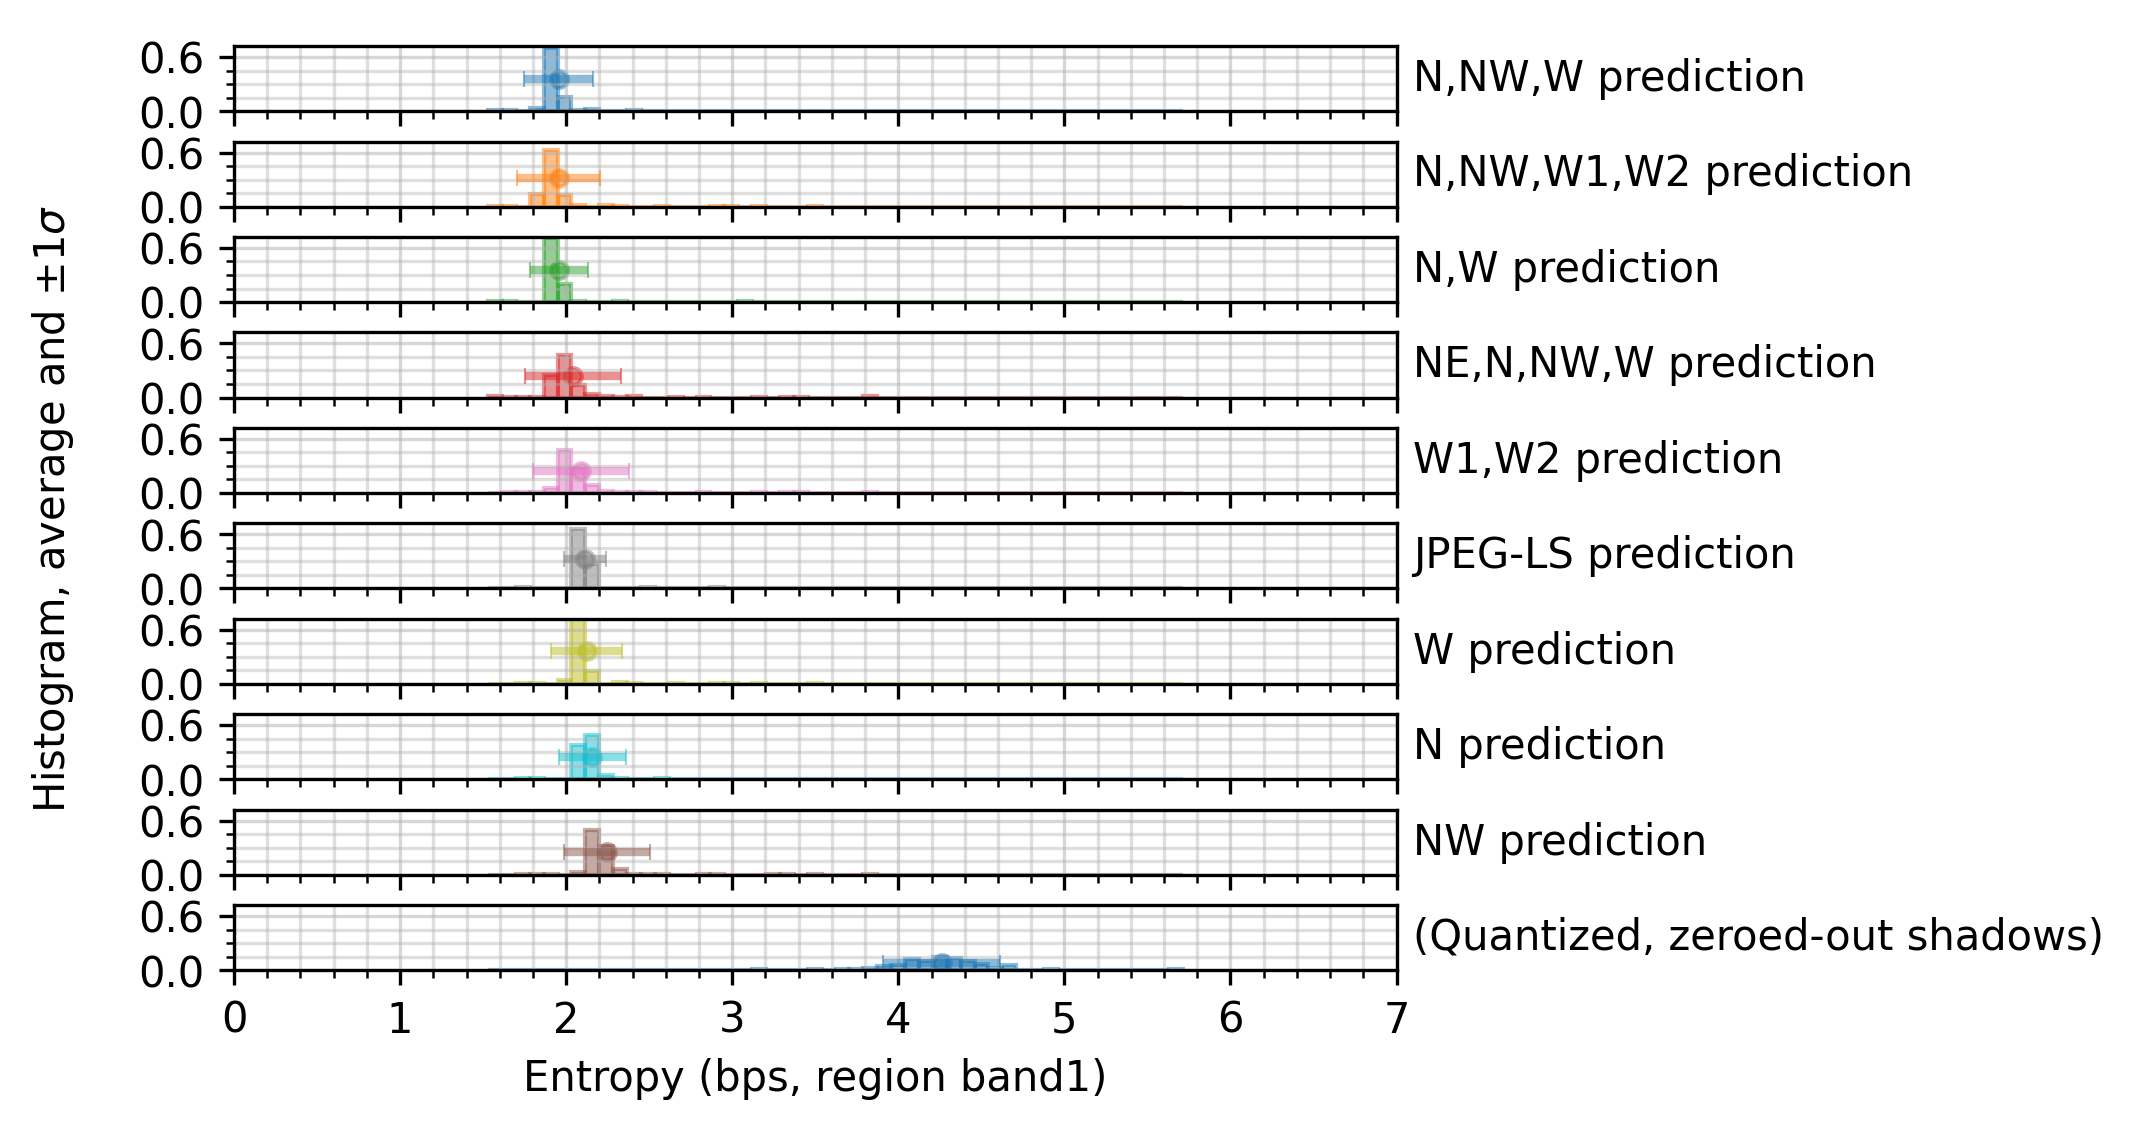 Histogram, average and ±1σ
0.6
0.0
N,NW,W prediction
0.6
0.0
N,NW,W1,W2 prediction
0.6
0.0
N,W prediction
0.6
0.0
NE,N,NW,W prediction
0.6
0.0
W1,W2 prediction
0.6
0.0
JPEG-LS prediction
0.6
0.0
W prediction
0.6
0.0
N prediction
0.6
0.0
NW prediction
0.6
0.0
(Quantized, zeroed-out shadows)
0 1 2 3 4 5 6 7
Entropy (bps, region band1)